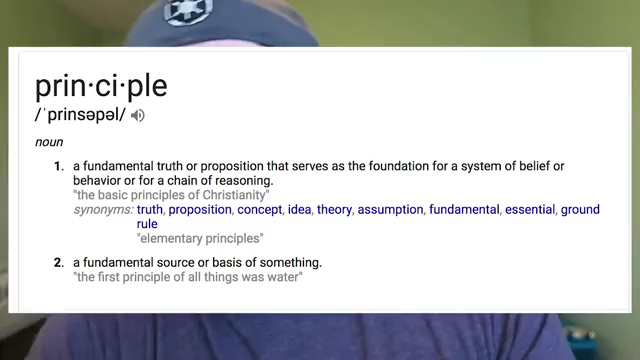 prin·ci·ple
/ˈprinsəpəl/
noun
1. a fundamental truth or proposition that serves as the foundation for a system of belief or
behavior or for a chain of reasoning.
"the basic principles of Christianity"
synonyms: truth, proposition, concept, idea, theory, assumption, fundamental, essential, ground
rule
"elementary principles"
2. a fundamental source or basis of something.
"the first principle of all things was water"